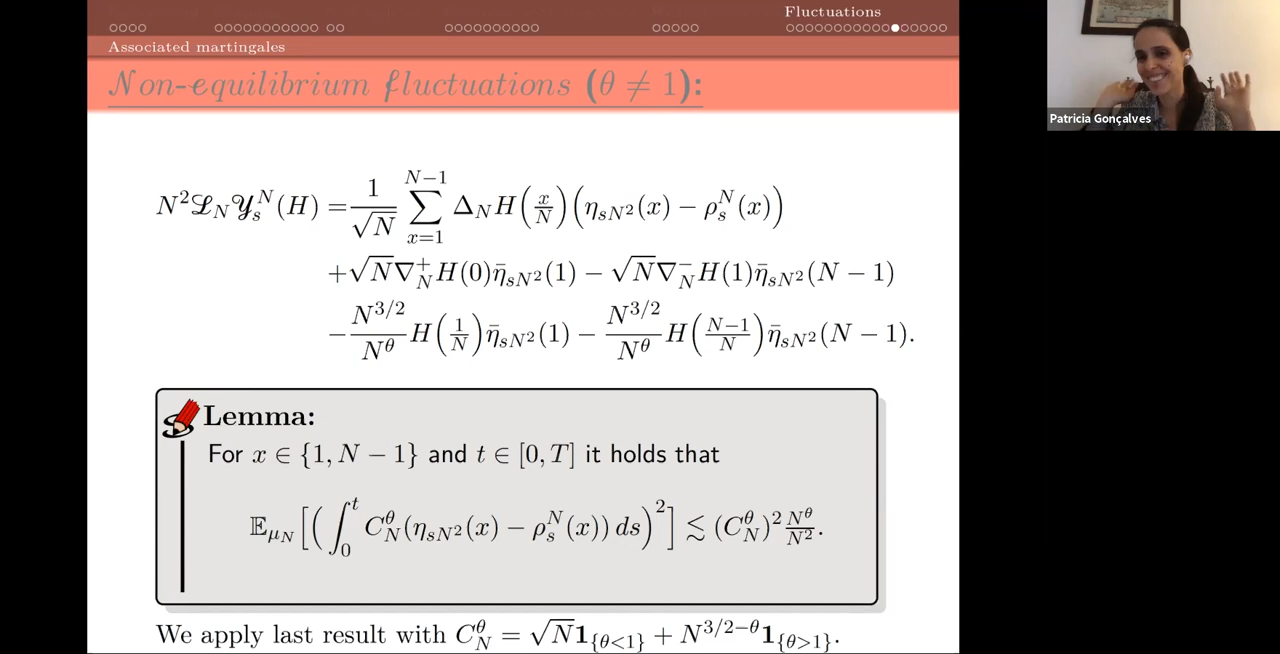 Fluctuations
Associated martingales
Non-equilibrium fluctuations (θ ≠ 1):
Patricia Gonçalves
N²ℒ_N 𝒴_s^N(H) = 1/√N ∑_{x=1}^{N−1} Δ_N H(x/N)(η_{sN²}(x) − ρ_s^N(x))
+√N ∇_N^+ H(0) η̄_{sN²}(1) − √N ∇_N^− H(1) η̄_{sN²}(N − 1)
−N^{3/2}/N^θ H(1/N) η̄_{sN²}(1) − N^{3/2}/N^θ H((N−1)/N) η̄_{sN²}(N − 1).
Lemma:
For x ∈ {1, N − 1} and t ∈ [0, T] it holds that
𝔼_{μ_N}[(∫_0^t C_N^θ(η_{sN²}(x) − ρ_s^N(x)) ds)²] ≲ (C_N^θ)² N^θ/N².
We apply last result with C_N^θ = √N 𝟏_{θ<1} + N^{3/2−θ} 𝟏_{θ>1}.